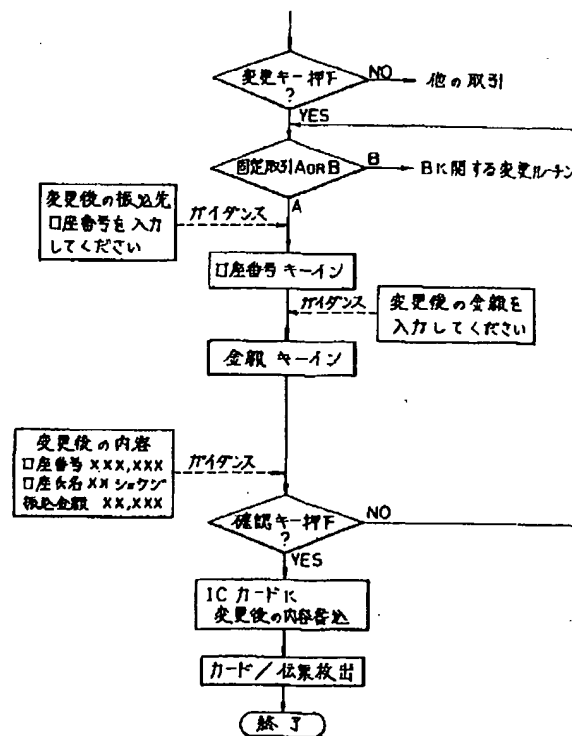 変更キー押下
?
NO
他の取引
YES
固定取引AORB
B
Bに関する変更ルーチン
A
変更後の振込先
口座番号を入力
してください
ガイダンス
口座番号キーイン
ガイダンス
変更後の金額を
入力してください
金額キーイン
変更後の内容
口座番号 XXX,XXX
口座氏名 XX ショウジ
振込金額 XX,XXX
ガイダンス
確認キー押下
?
NO
YES
ICカードに
変更後の内容書込
カード/伝票放出
終了